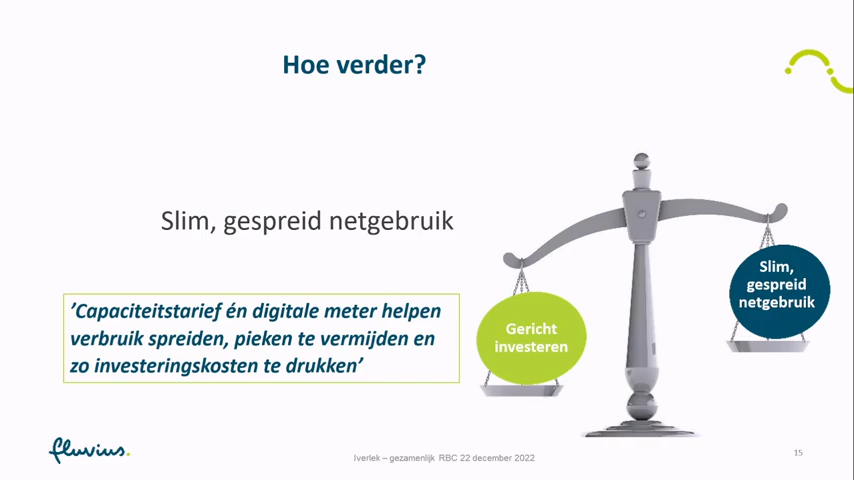 Hoe verder?
Slim, gespreid netgebruik
’Capaciteitstarief én digitale meter helpen
verbruik spreiden, pieken te vermijden en
zo investeringskosten te drukken’
Gericht
investeren
Slim,
gespreid
netgebruik
fluvius.
Iverlek – gezamenlijk RBC 22 december 2022
15